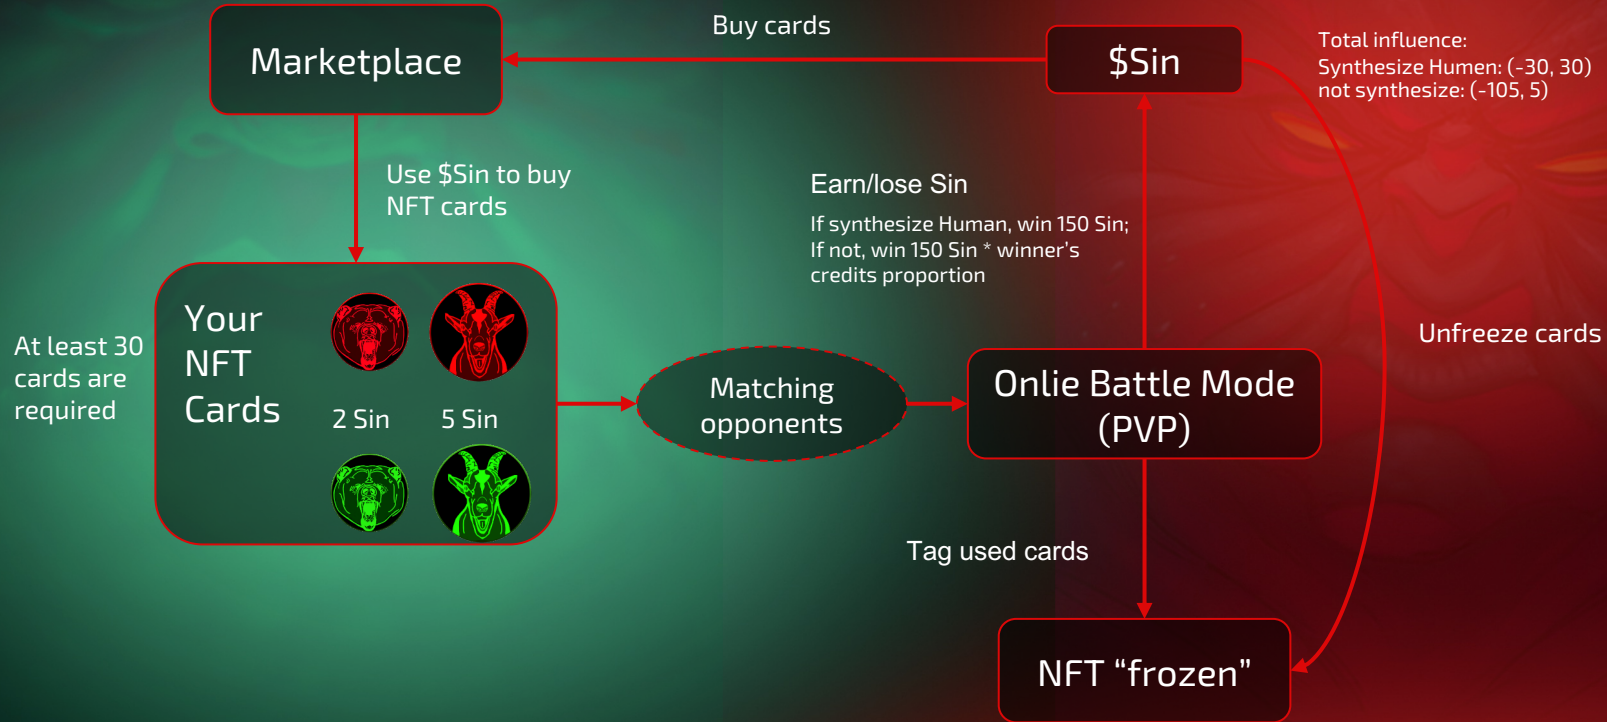 Marketplace
Buy cards
$Sin
Total influence:
Synthesize Humen: (-30, 30)
not synthesize: (-105, 5)
Use $Sin to buy
NFT cards
Earn/lose Sin
If synthesize Human, win 150 Sin;
If not, win 150 Sin * winner's
credits proportion
At least 30
cards are
required
Your
NFT
Cards
2 Sin
5 Sin
Matching
opponents
Onlie Battle Mode
(PVP)
Unfreeze cards
Tag used cards
NFT “frozen”